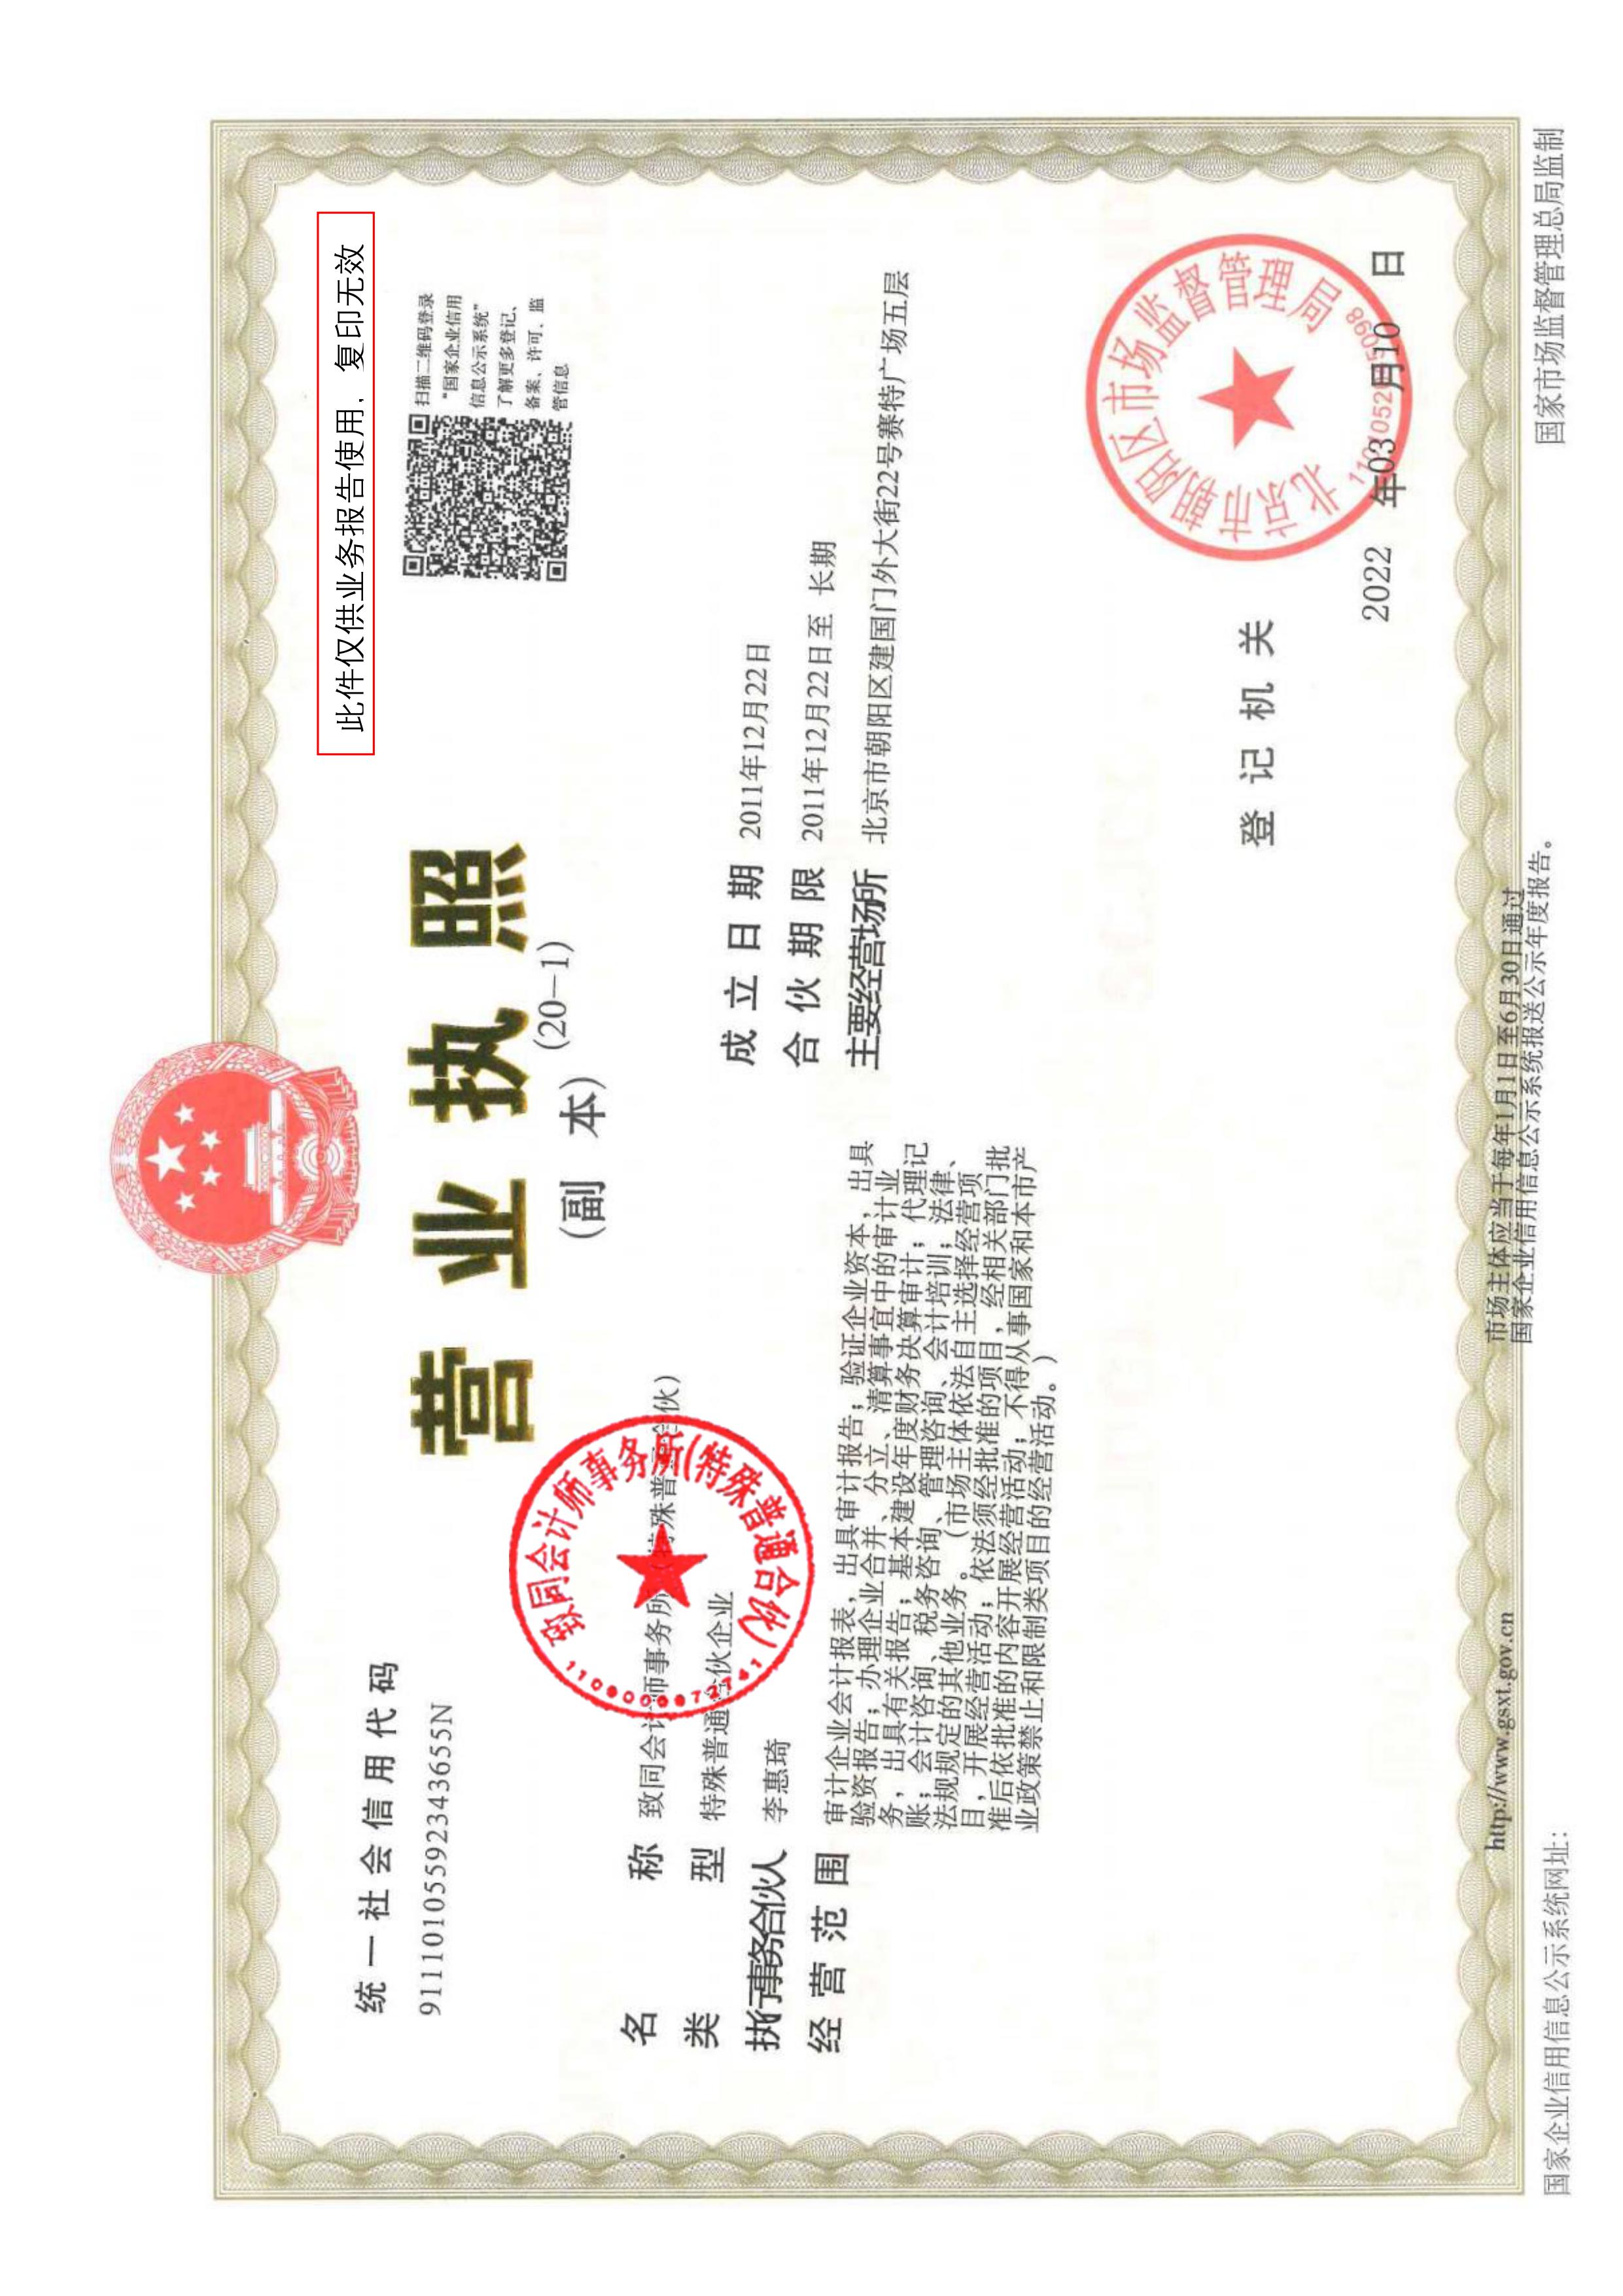 此件仅供业务报告使用，复印无效
统一社会信用代码
91110105592343655N
营业执照
(副 本)
(20-1)
扫描二维码登录
“国家企业信用
信息公示系统”
了解更多登记、
备案、许可、监
管信息
名 称 致同会计师事务所（特殊普通合伙）
类 型 特殊普通合伙企业
执行事务合伙人 李惠琦
经 营 范 围 审计企业会计报表，出具审计报告；验证企业资本，出具
验资报告；办理企业合并、分立、清算事宜中的审计业
务，出具有关报告；基本建设年度财务决算审计；代理记
账；会计咨询、税务咨询、管理咨询、会计培训；法律、
法规规定的其他业务。（市场主体依法自主选择经营项
目，开展经营活动；依法须经批准的项目，经相关部门批
准后依批准的内容开展经营活动；不得从事国家和本市产
业政策禁止和限制类项目的经营活动。）
成 立 日 期 2011年12月22日
合 伙 期 限 2011年12月22日至 长期
主要经营场所 北京市朝阳区建国门外大街22号赛特广场五层
致同会计师事务所(特殊普通合伙)
登 记 机 关
北京市朝阳区市场监督管理局
2022 年03月10日
国家企业信用信息公示系统网址：
http://www.gsxt.gov.cn
市场主体应当于每年1月1日至6月30日通过
国家企业信用信息公示系统报送公示年度报告。
国家市场监督管理总局监制